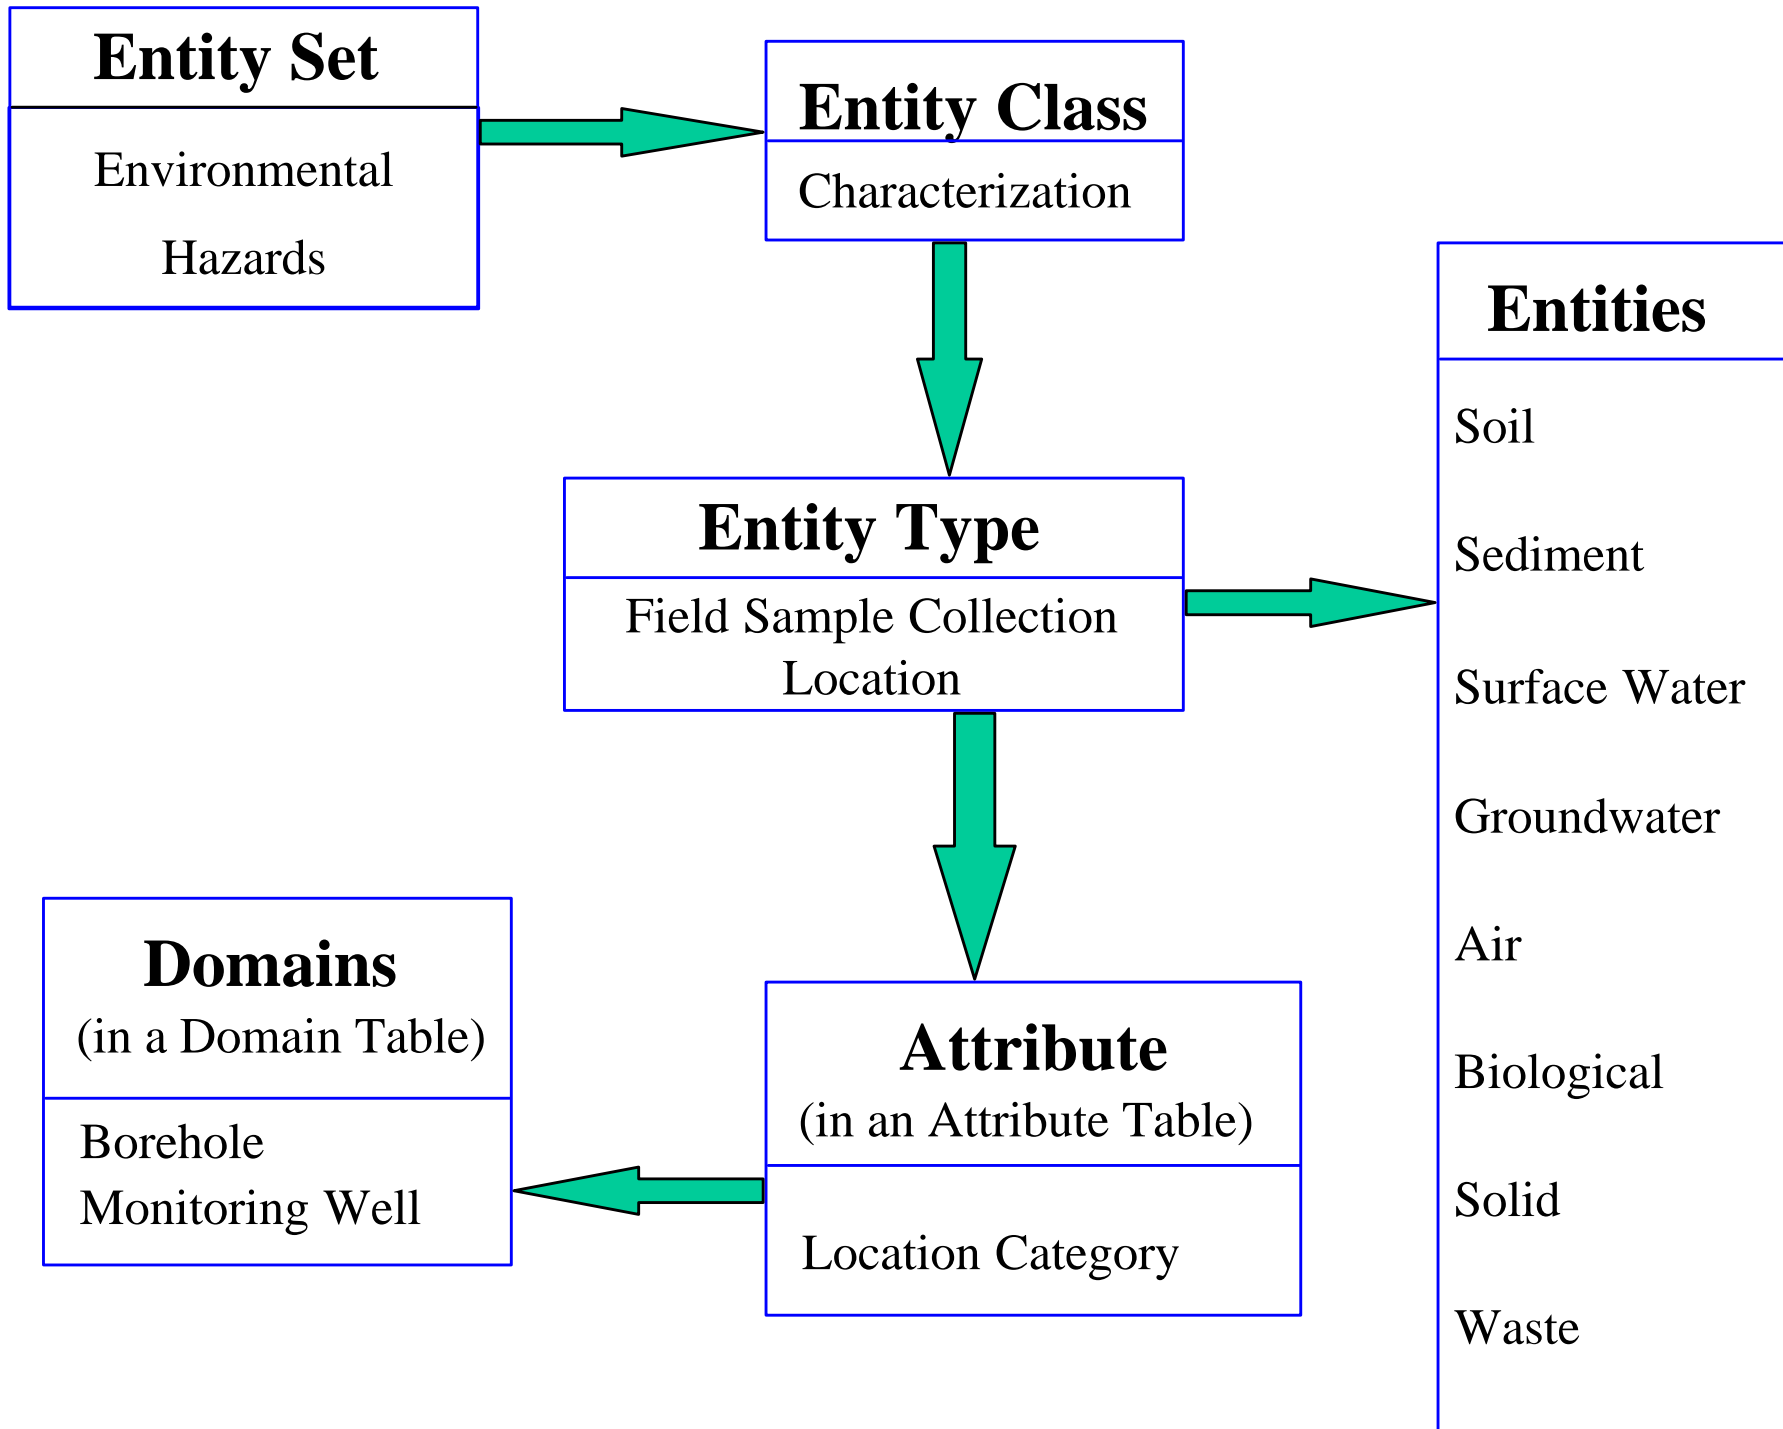 Entity Set
Environmental
Hazards
Entity Class
Characterization
Entity Type
Field Sample Collection
Location
Entities
Soil
Sediment
Surface Water
Groundwater
Air
Biological
Solid
Waste
Domains
(in a Domain Table)
Borehole
Monitoring Well
Attribute
(in an Attribute Table)
Location Category